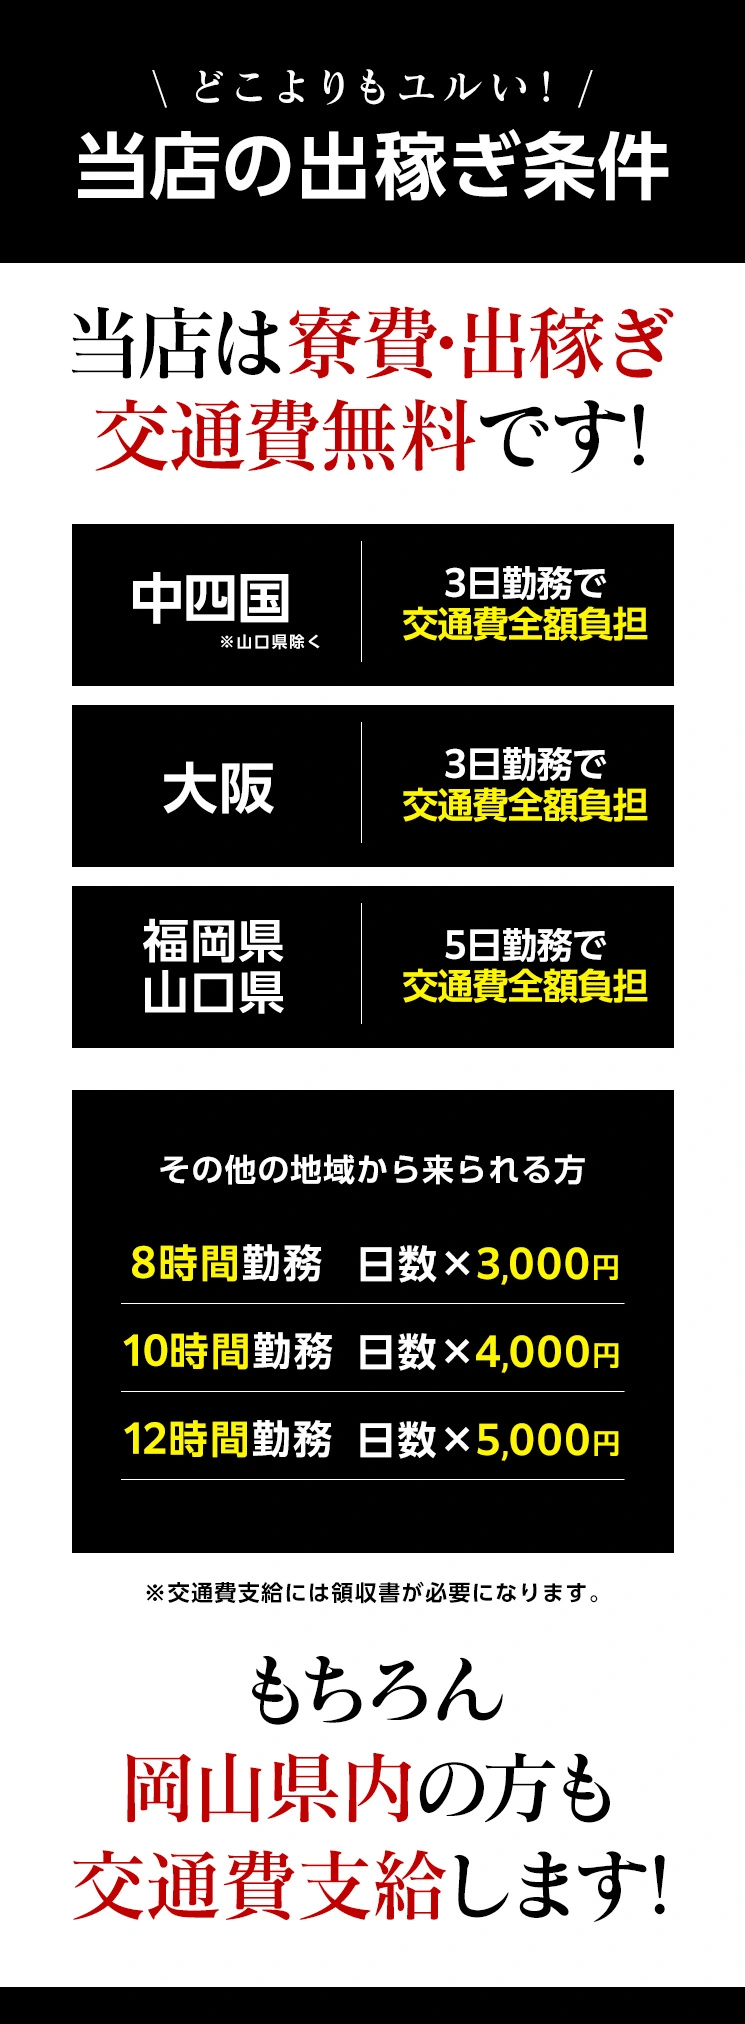 \ どこよりもユルい! /
当店の出稼ぎ条件
当店は寮費・出稼ぎ
交通費無料です!
中四国
※山口県除く
3日勤務で
交通費全額負担
大阪
3日勤務で
交通費全額負担
福岡県
山口県
5日勤務で
交通費全額負担
その他の地域から来られる方
8時間勤務 日数×3,000円
10時間勤務 日数×4,000円
12時間勤務 日数×5,000円
※交通費支給には領収書が必要になります。
もちろん
岡山県内の方も
交通費支給します!